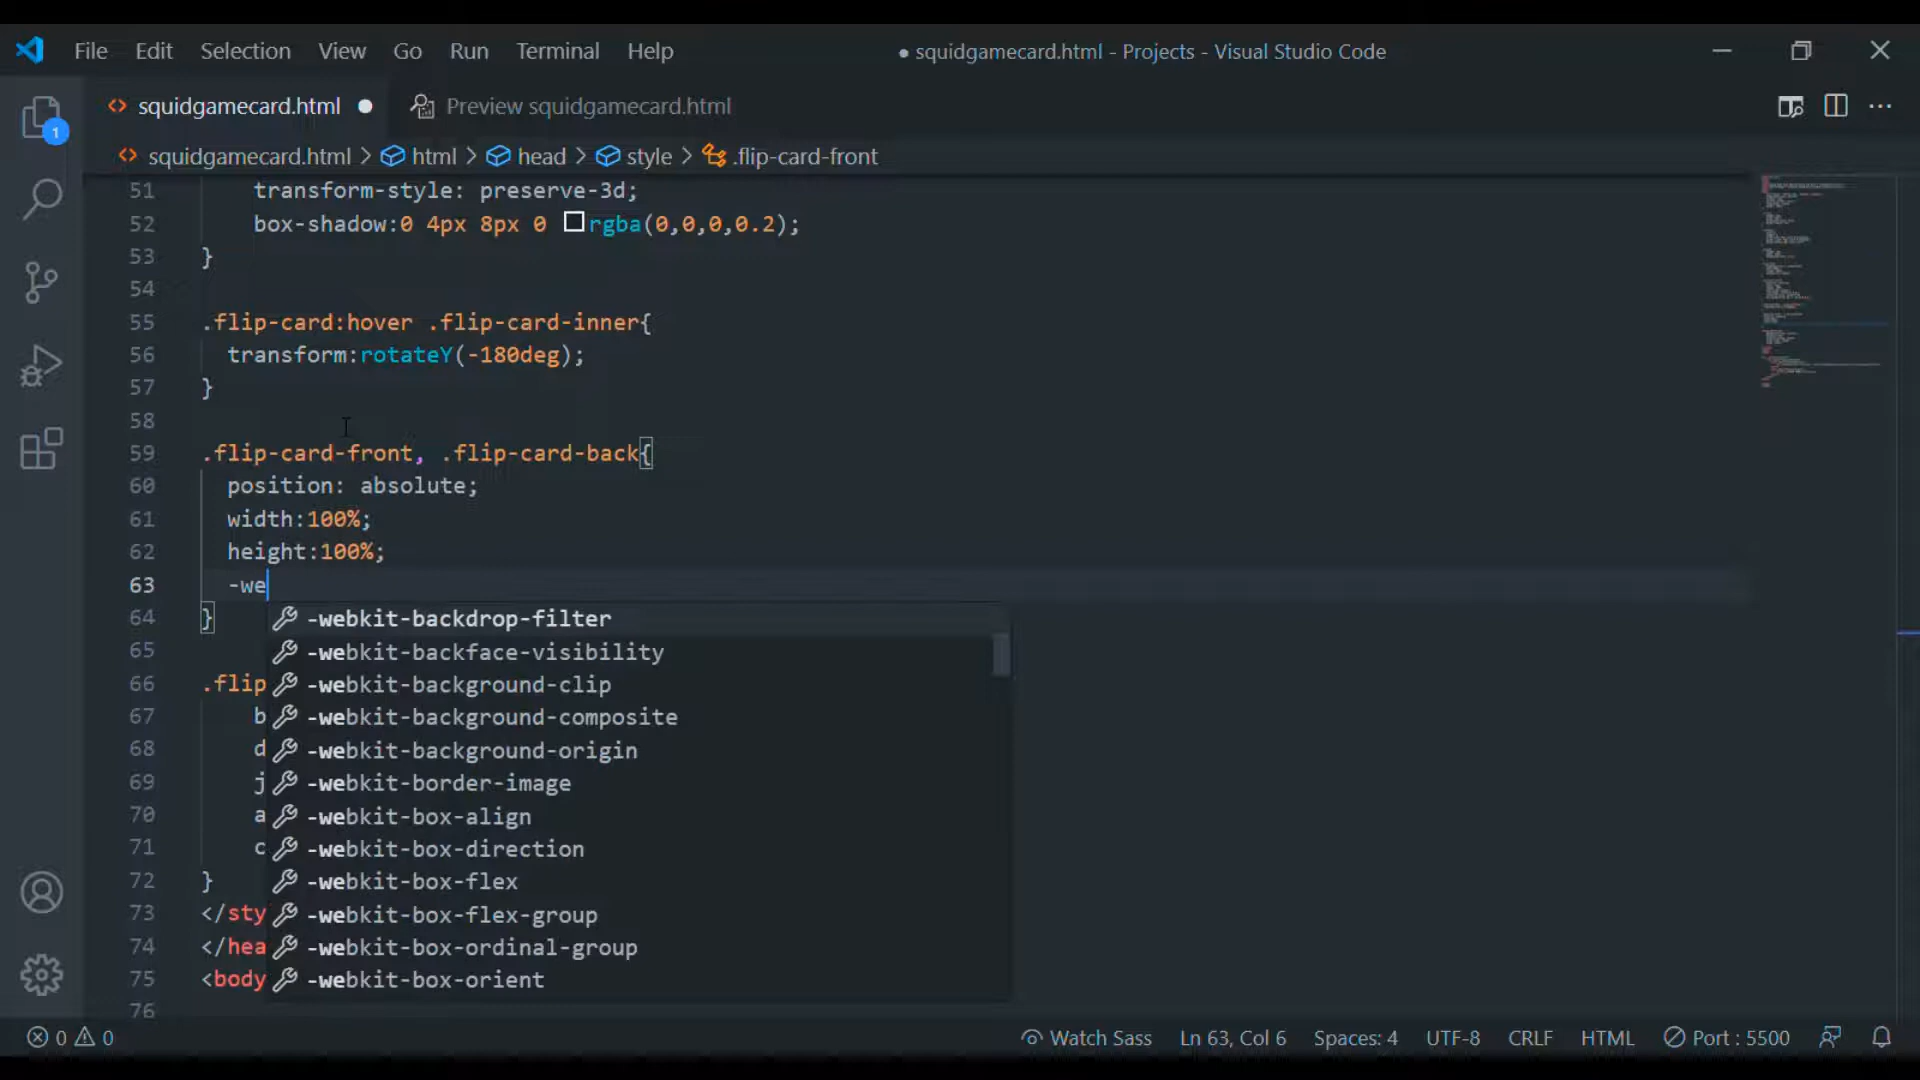 File Edit Selection View Go Run Terminal Help
● squidgamecard.html - Projects - Visual Studio Code
squidgamecard.html ● Preview squidgamecard.html
squidgamecard.html > html > head > style > .flip-card-front
1
51 transform-style: preserve-3d;
52 box-shadow:0 4px 8px 0 rgba(0,0,0,0.2);
53 }
54
55 .flip-card:hover .flip-card-inner{
56 transform:rotateY(-180deg);
57 }
58
59 .flip-card-front, .flip-card-back{
60 position: absolute;
61 width:100%;
62 height:100%;
63 -we
64 } -webkit-backdrop-filter
65 -webkit-backface-visibility
66 .flip -webkit-background-clip
67 b -webkit-background-composite
68 d -webkit-background-origin
69 j -webkit-border-image
70 a -webkit-box-align
71 c -webkit-box-direction
72 } -webkit-box-flex
73 </sty -webkit-box-flex-group
74 </hea -webkit-box-ordinal-group
75 <body -webkit-box-orient
76
0 0 Watch Sass Ln 63, Col 6 Spaces: 4 UTF-8 CRLF HTML Port : 5500